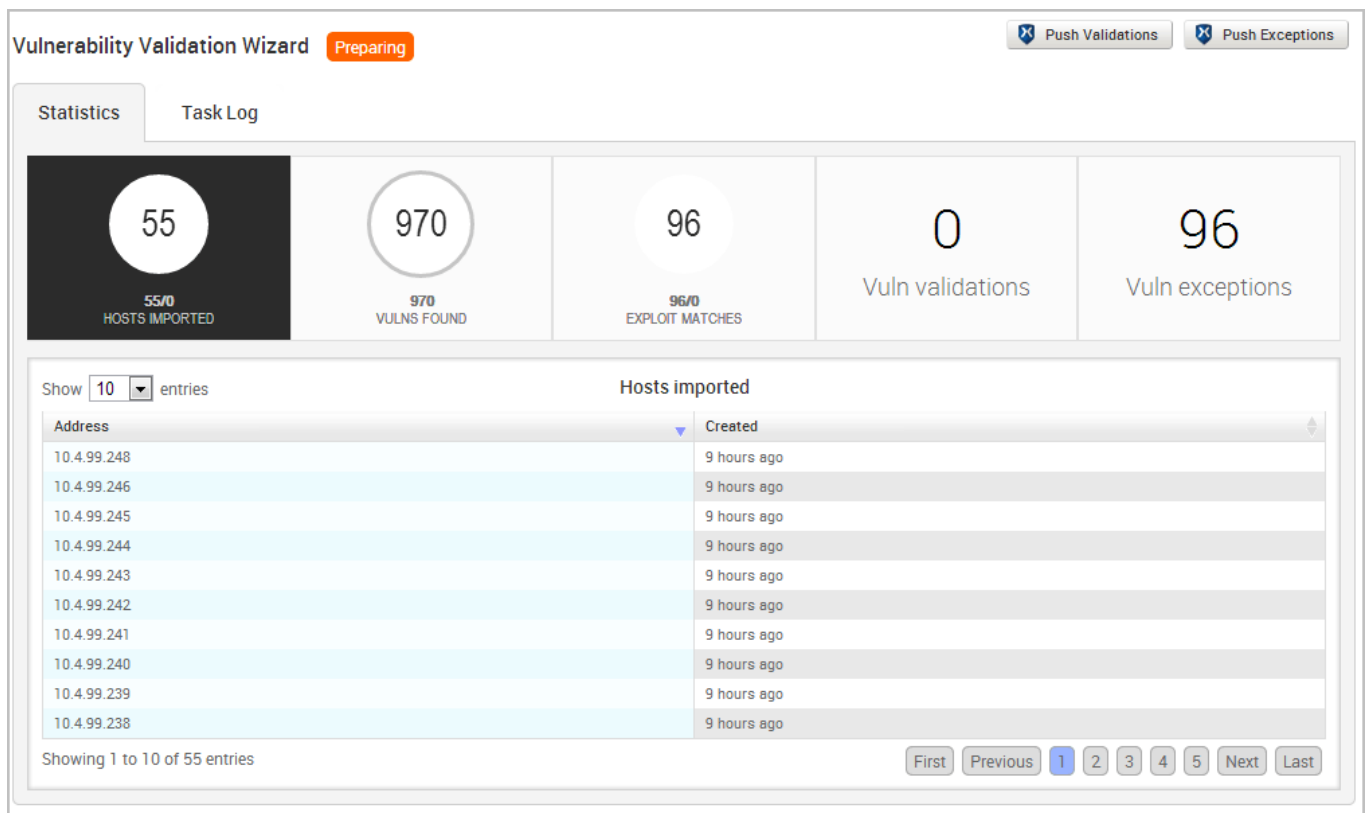 Vulnerability Validation Wizard Preparing Push Validations Push Exceptions
Statistics Task Log
55 970 96 0 96
Vuln validations Vuln exceptions
55/0 970 96/0
HOSTS IMPORTED VULNS FOUND EXPLOIT MATCHES
Show 10 entries Hosts imported
Address Created
10.4.99.248 9 hours ago
10.4.99.246 9 hours ago
10.4.99.245 9 hours ago
10.4.99.244 9 hours ago
10.4.99.243 9 hours ago
10.4.99.242 9 hours ago
10.4.99.241 9 hours ago
10.4.99.240 9 hours ago
10.4.99.239 9 hours ago
10.4.99.238 9 hours ago
Showing 1 to 10 of 55 entries First Previous 1 2 3 4 5 Next Last